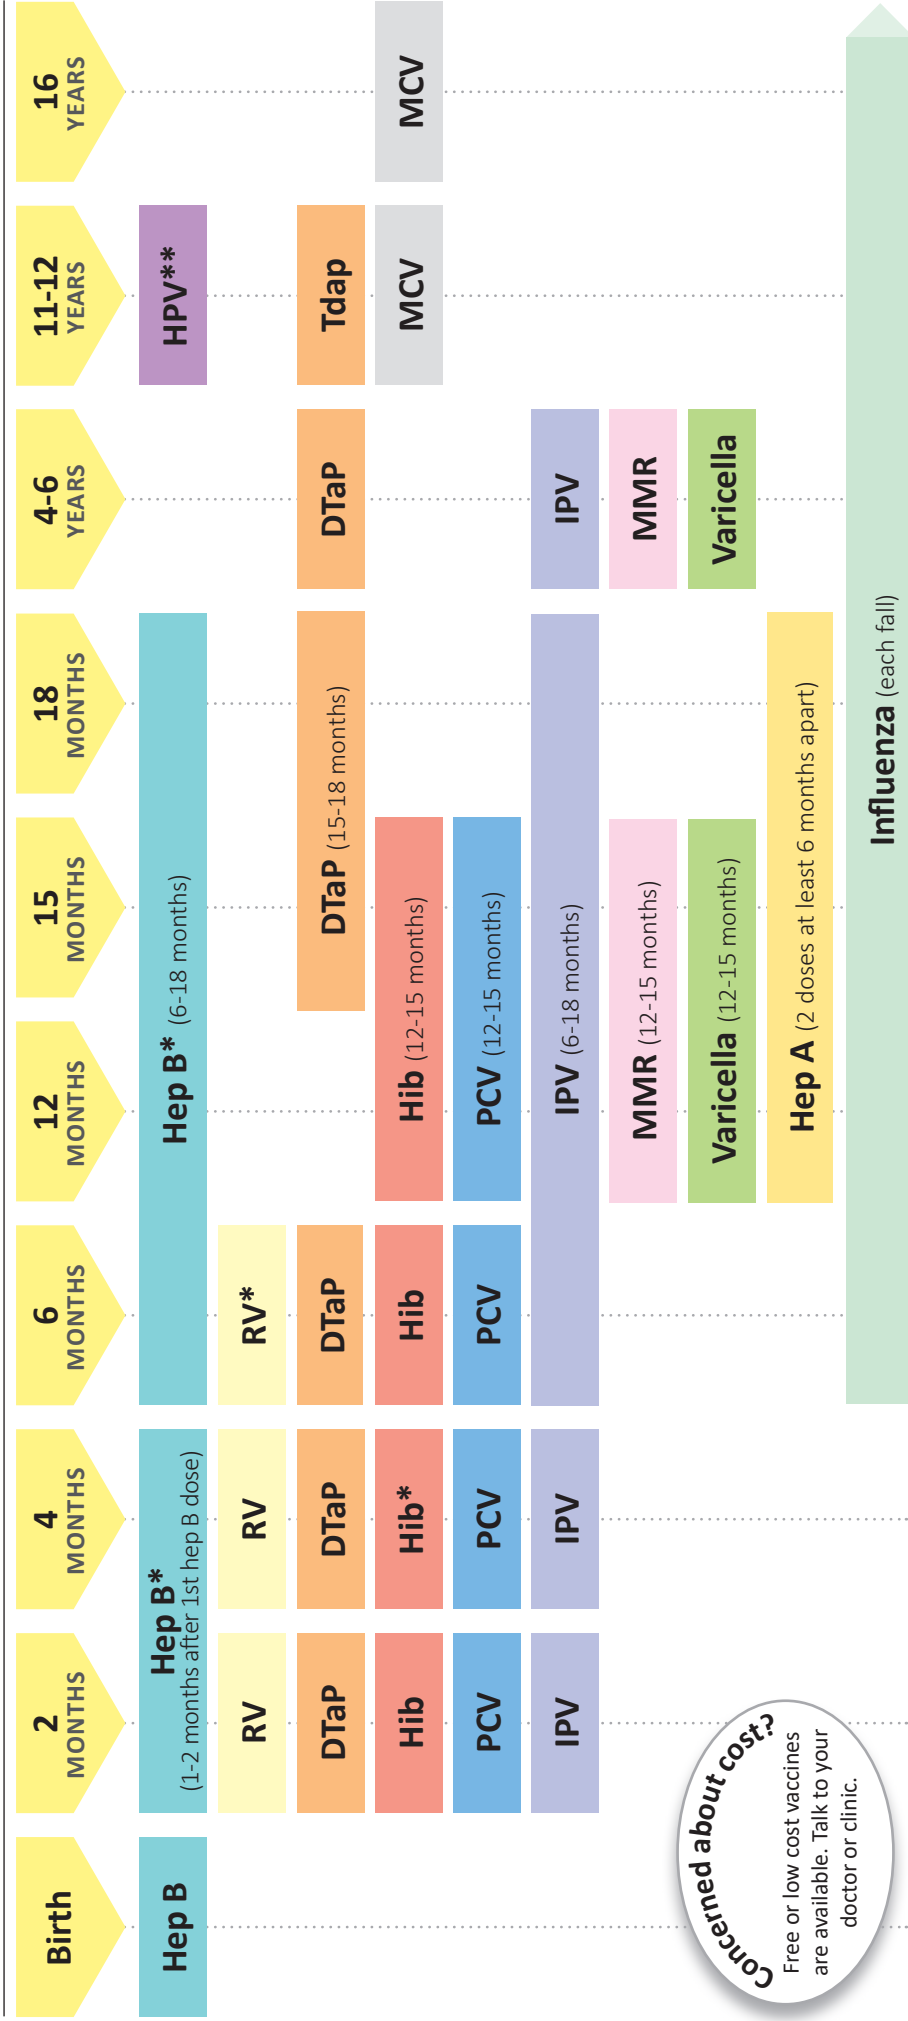 Birth
2
MONTHS
4
MONTHS
6
MONTHS
12
MONTHS
15
MONTHS
18
MONTHS
4-6
YEARS
11-12
YEARS
16
YEARS
Hep B
Hep B*
(1-2 months after 1st hep B dose)
Hep B* (6-18 months)
HPV**
RV
RV
RV*
DTaP
DTaP
DTaP
DTaP (15-18 months)
DTaP
Tdap
Hib
Hib*
Hib
Hib (12-15 months)
MCV
MCV
PCV
PCV
PCV
PCV (12-15 months)
IPV
IPV
IPV (6-18 months)
IPV
MMR (12-15 months)
MMR
Varicella (12-15 months)
Varicella
Hep A (2 doses at least 6 months apart)
Influenza (each fall)
Concerned about cost?
Free or low cost vaccines
are available. Talk to your
doctor or clinic.